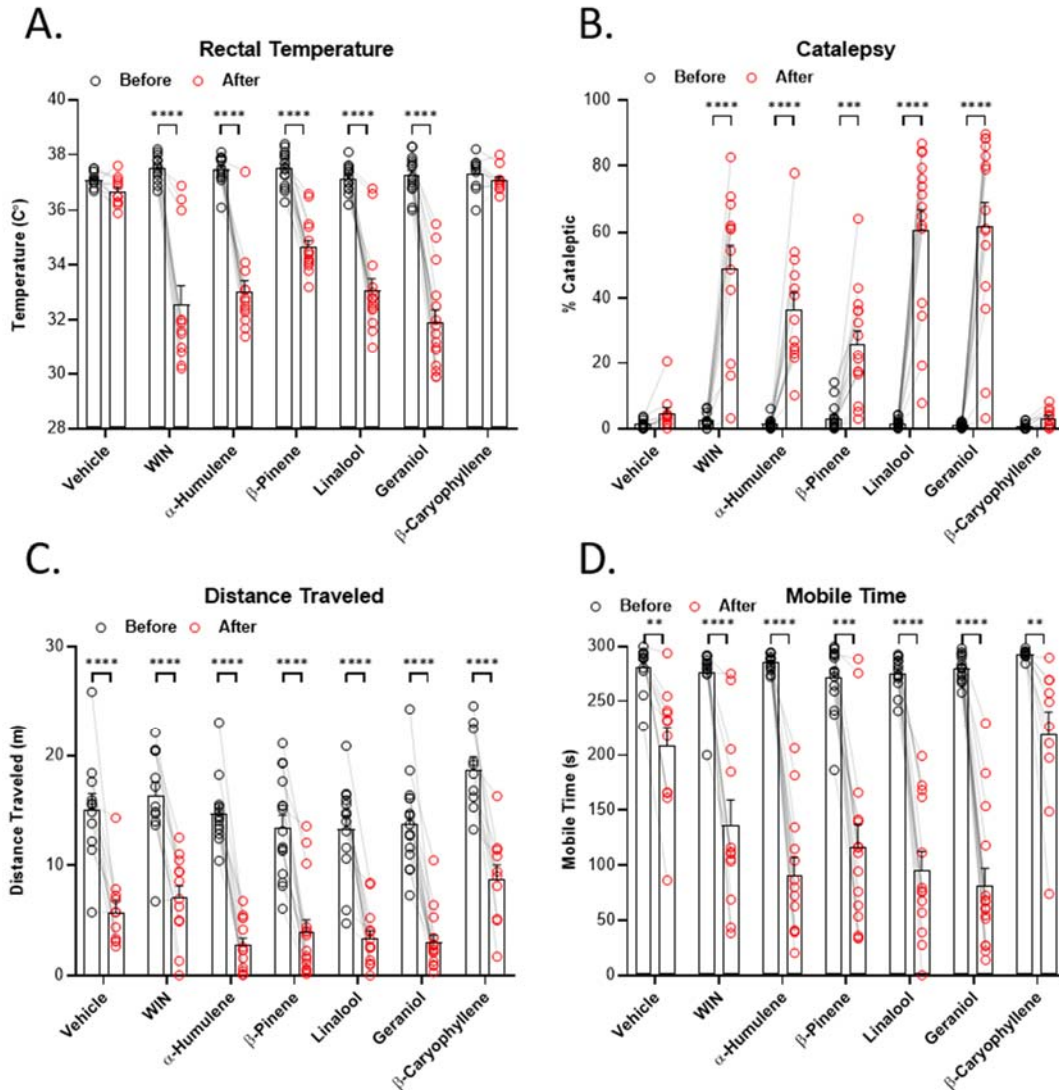 A.
Rectal Temperature
Before After
**** **** **** **** ****
40
38
36
34
32
30
28
Temperature (C°)
Vehicle
WIN
α-Humulene
β-Pinene
Linalool
Geraniol
β-Caryophyllene
B.
Catalepsy
Before After
**** **** *** **** ****
100
80
60
40
20
0
% Cataleptic
Vehicle
WIN
α-Humulene
β-Pinene
Linalool
Geraniol
β-Caryophyllene
C.
Distance Traveled
Before After
**** **** **** **** **** **** ****
30
20
10
0
Distance Traveled (m)
Vehicle
WIN
α-Humulene
β-Pinene
Linalool
Geraniol
β-Caryophyllene
D.
Mobile Time
Before After
** **** **** *** **** **** **
300
250
200
150
100
50
0
Mobile Time (s)
Vehicle
WIN
α-Humulene
β-Pinene
Linalool
Geraniol
β-Caryophyllene